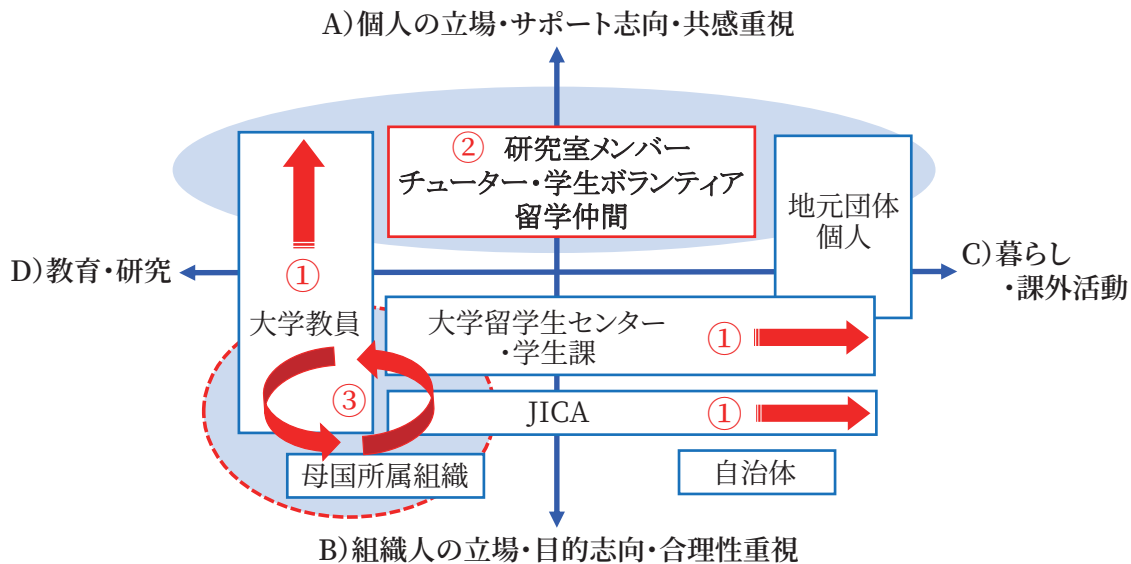 A）個人の立場・サポート志向・共感重視
② 研究室メンバー
チューター・学生ボランティア
留学仲間
地元団体
個人
①
D）教育・研究
C）暮らし
・課外活動
大学教員
大学留学生センター
・学生課
①
③
JICA
①
母国所属組織
自治体
B）組織人の立場・目的志向・合理性重視